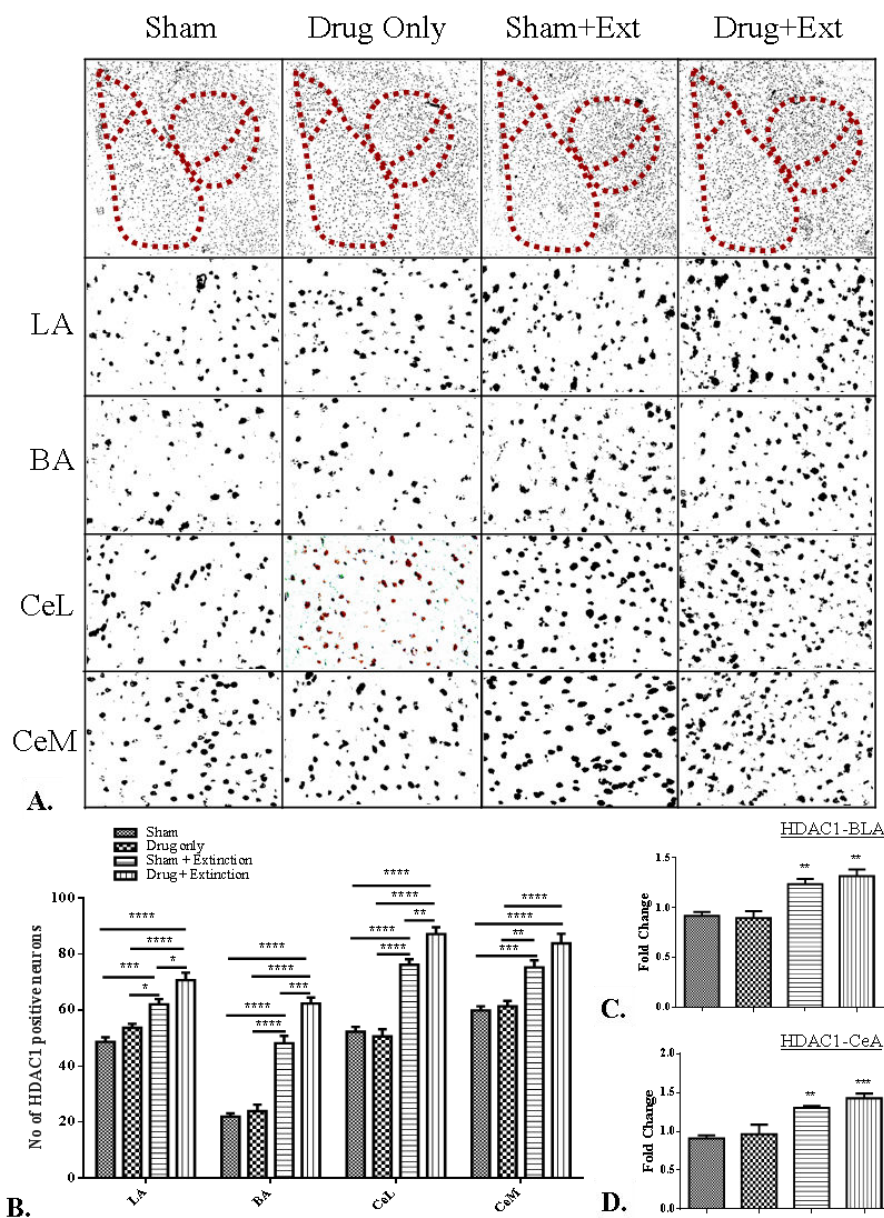 Sham Drug Only Sham+Ext Drug+Ext
LA
BA
CeL
CeM
A.
Sham
Drug only
Sham + Extinction
Drug + Extinction
No of HDAC1 positive neurons
100
80
60
40
20
0
**** **** *** * * *
**** **** *** **** ****
**** **** ** **** ****
**** **** ** ***
LA BA CeL CeM
B.
HDAC1-BLA
Fold Change
1.5
1.0
0.5
0.0
** **
C.
HDAC1-CeA
Fold Change
2.0
1.5
1.0
0.5
0.0
** ***
D.